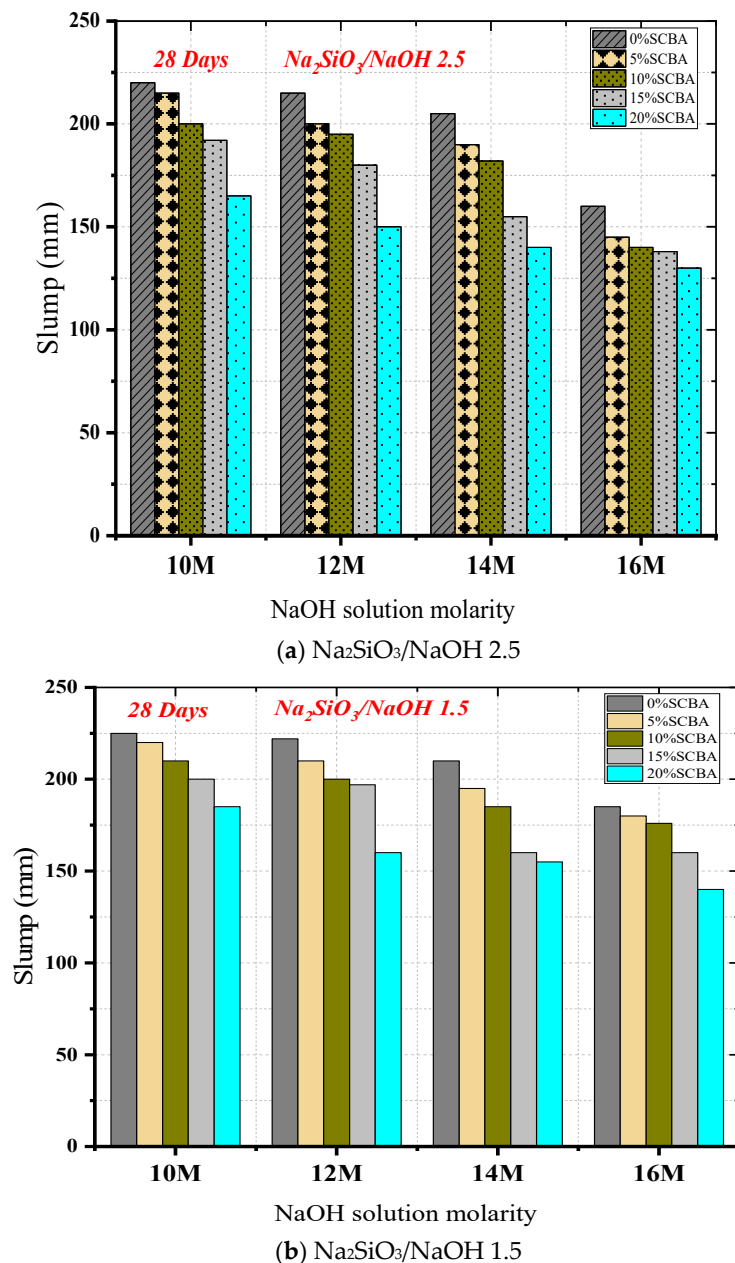 28 Days Na₂SiO₃/NaOH 2.5
0%SCBA
5%SCBA
10%SCBA
15%SCBA
20%SCBA
Slump (mm)
250
200
150
100
50
0
10M 12M 14M 16M
NaOH solution molarity
(a) Na₂SiO₃/NaOH 2.5
28 Days Na₂SiO₃/NaOH 1.5
0%SCBA
5%SCBA
10%SCBA
15%SCBA
20%SCBA
Slump (mm)
250
200
150
100
50
0
10M 12M 14M 16M
NaOH solution molarity
(b) Na₂SiO₃/NaOH 1.5